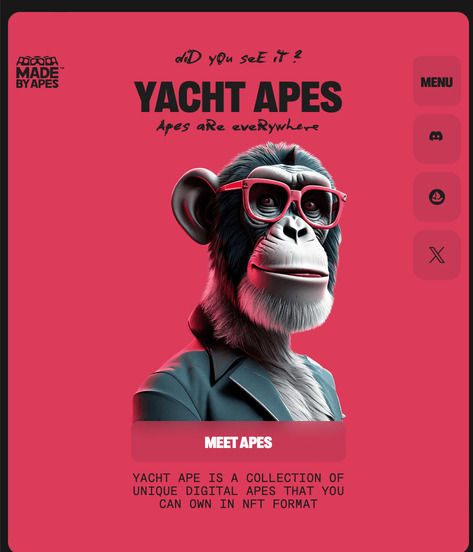 diD yOu seE iT ?
MADE
BY APES
™
YACHT APES
Apes aRe eveRywhere
MENU
MEET APES
YACHT APE IS A COLLECTION OF
UNIQUE DIGITAL APES THAT YOU
CAN OWN IN NFT FORMAT